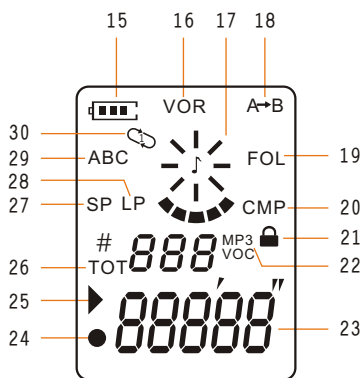 15 16 17 18
VOR A→B
30
29 ABC FOL 19
28
27 SP LP CMP 20
# 888 MP3 21
26 TOT VOC 22
25 ' "
24 88888 23